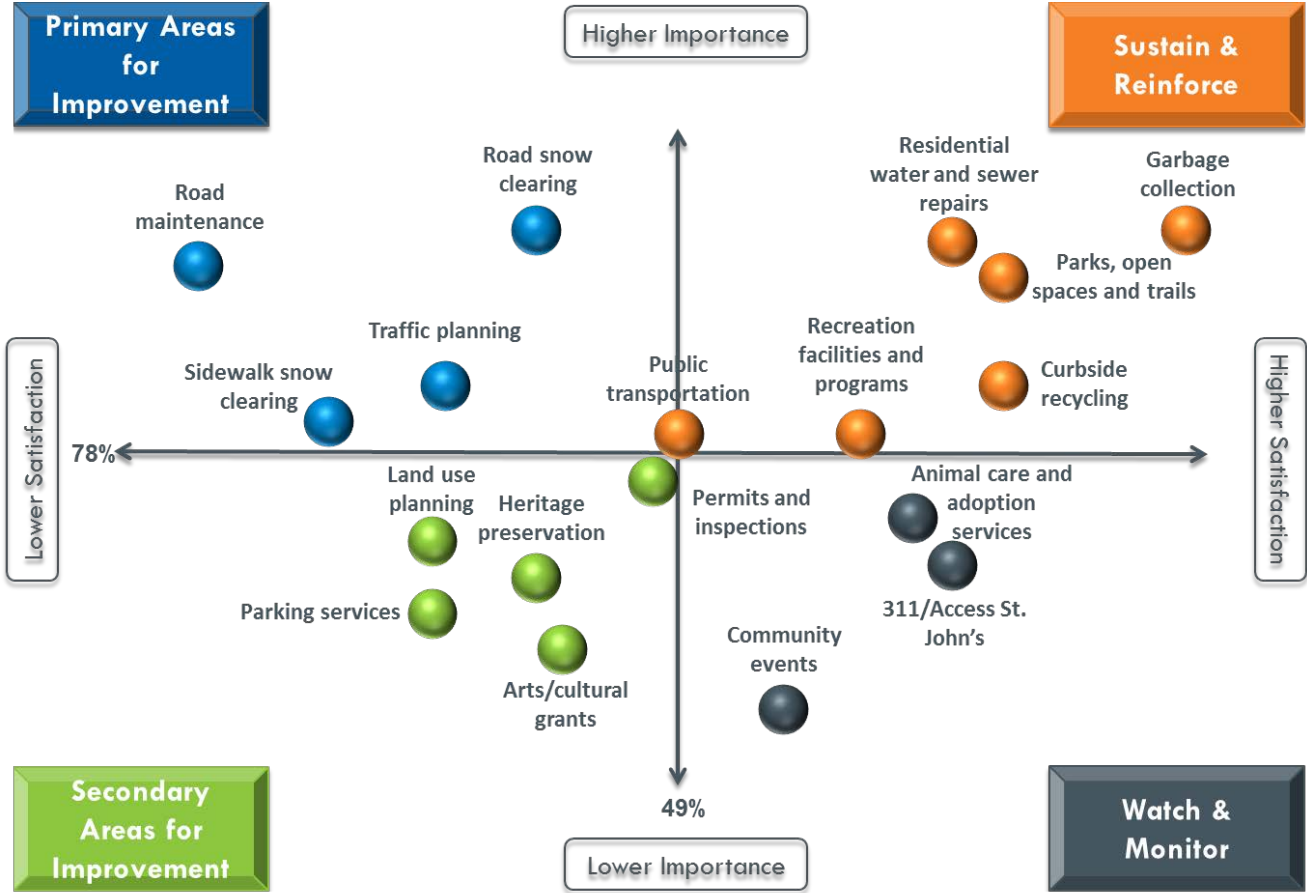 Primary Areas
for
Improvement
Higher Importance
Sustain &
Reinforce
Road
maintenance
Road snow
clearing
Residential
water and sewer
repairs
Garbage
collection
Parks, open
spaces and trails
Traffic planning
Sidewalk snow
clearing
Public
transportation
Recreation
facilities and
programs
Curbside
recycling
Lower Satisfaction
78%
Higher Satisfaction
Land use
planning
Heritage
preservation
Permits and
inspections
Animal care and
adoption
services
Parking services
311/Access St.
John's
Arts/cultural
grants
Community
events
49%
Secondary
Areas for
Improvement
Lower Importance
Watch &
Monitor